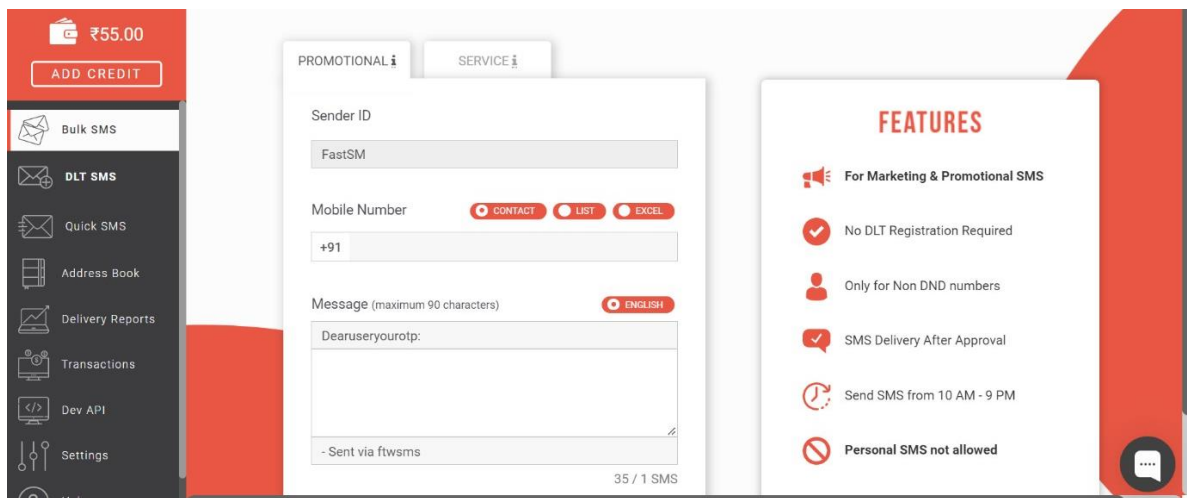 ₹55.00
ADD CREDIT
Bulk SMS
DLT SMS
Quick SMS
Address Book
Delivery Reports
Transactions
Dev API
Settings
PROMOTIONAL i
SERVICE i
Sender ID
FastSM
Mobile Number
CONTACT
LIST
EXCEL
+91
Message (maximum 90 characters)
ENGLISH
Dearuseryourotp:
- Sent via ftwsms
35 / 1 SMS
FEATURES
For Marketing & Promotional SMS
No DLT Registration Required
Only for Non DND numbers
SMS Delivery After Approval
Send SMS from 10 AM - 9 PM
Personal SMS not allowed